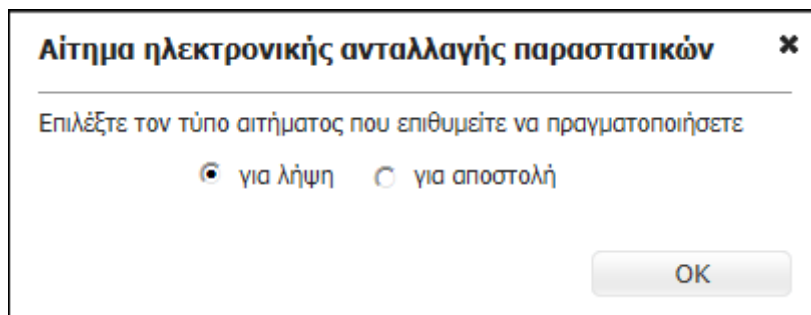 Αίτημα ηλεκτρονικής ανταλλαγής παραστατικών
Επιλέξτε τον τύπο αιτήματος που επιθυμείτε να πραγματοποιήσετε
για λήψη για αποστολή
OK